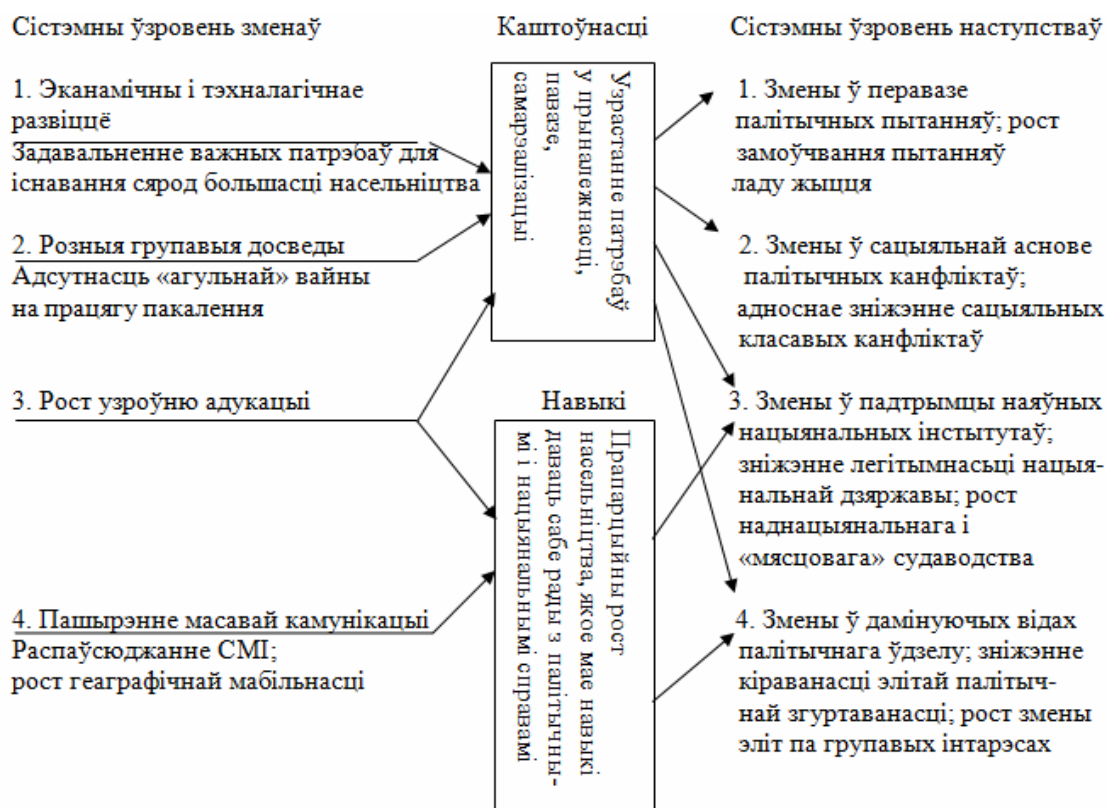 Сістэмны ўзровень зменаў
1. Эканамічны і тэхналагічнае
развіццё
Задавальненне важных патрэбаў для
існавання сярод большасці насельніцтва
2. Розныя групавыя досведы
Адсутнасць «агульнай» вайны
на працягу пакалення
3. Рост узроўню адукацыі
4. Пашырэнне масавай камунікацыі
Распаўсюджанне СМІ;
рост геаграфічнай мабільнасці
Каштоўнасці
Узрастанне патрэбаў
у прыналежнасці,
павазе,
самарэалізацыі
Навыкі
Прапарцыйны рост
насельніцтва, якое мае навыкі
даваць сабе рады з палітычны-
мі і нацыянальнымі справамі
Сістэмны ўзровень наступстваў
1. Змены ў перавазе
палітычных пытанняў; рост
замоўчвання пытанняў
ладу жыцця
2. Змены ў сацыяльнай аснове
палітычных канфліктаў;
адноснае зніжэнне сацыяльных
класавых канфліктаў
3. Змены ў падтрымцы наяўных
нацыянальных інстытутаў;
зніжэнне легітымнасьці нацыя-
нальнай дзяржавы; рост
наднацыянальнага і
«мясцовага» судаводства
4. Змены ў дамінуючых відах
палітычнага ўдзелу; зніжэнне
кіраванасці элітай палітыч-
най згуртаванасці; рост змены
эліт па групавых інтарэсах